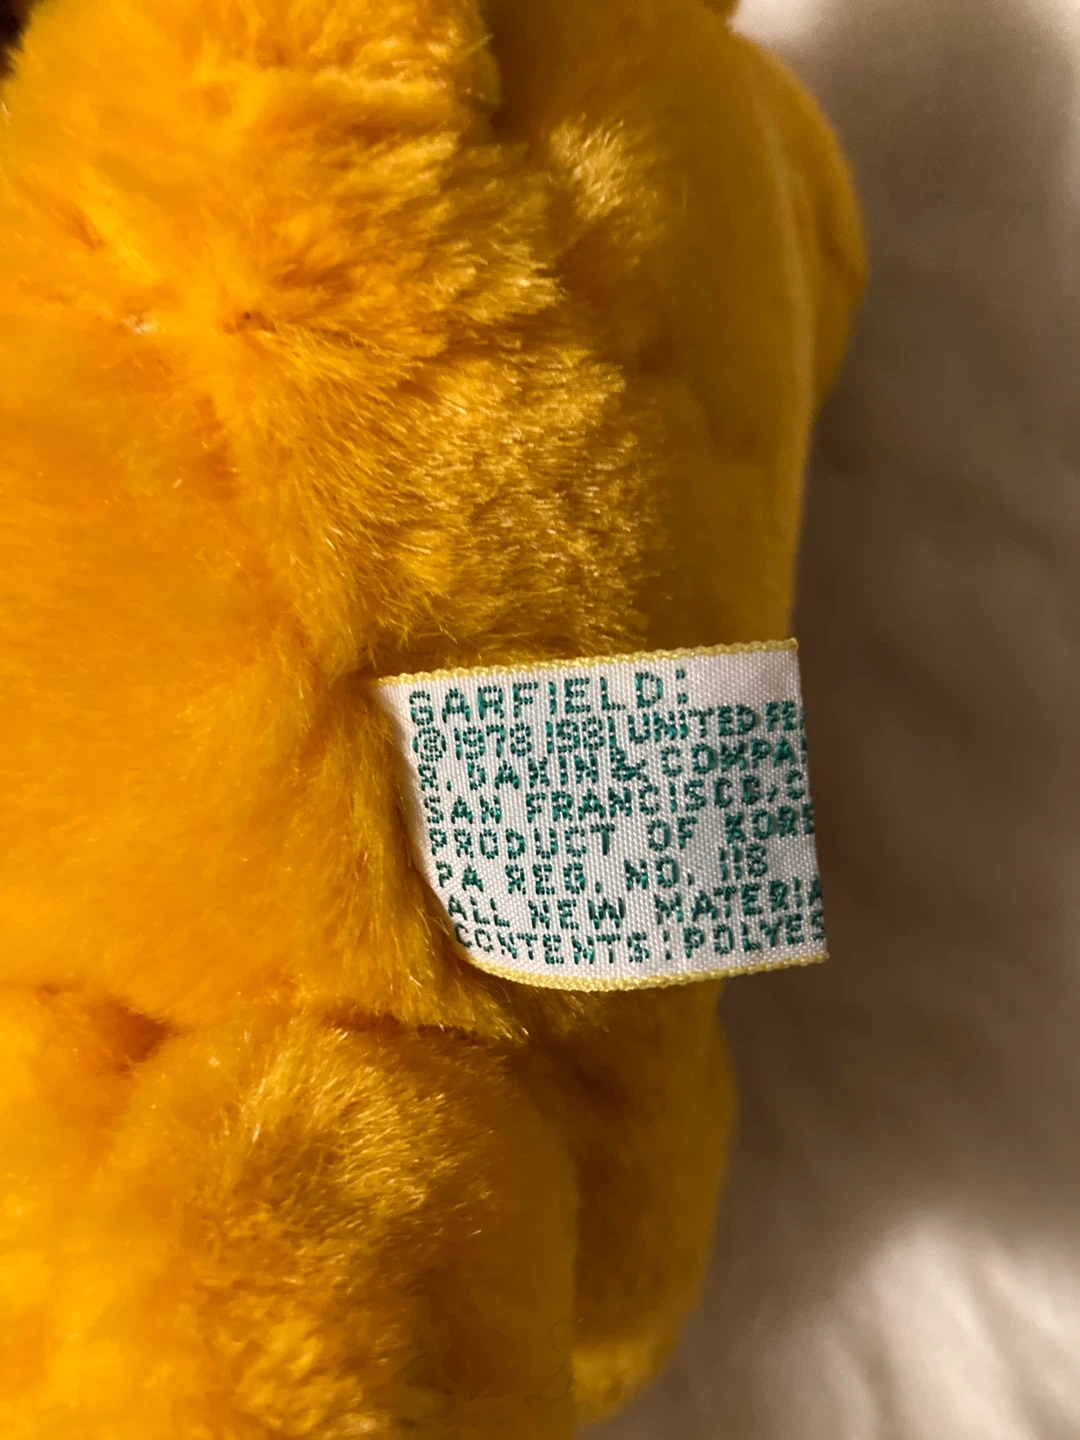 GARFIELD:
© 1978 1981 UNITED FEA
R. DAKIN & COMPA
SAN FRANCISCO, C
PRODUCT OF KORE
PA REG. NO. 118
ALL NEW MATERIA
CONTENTS: POLYES